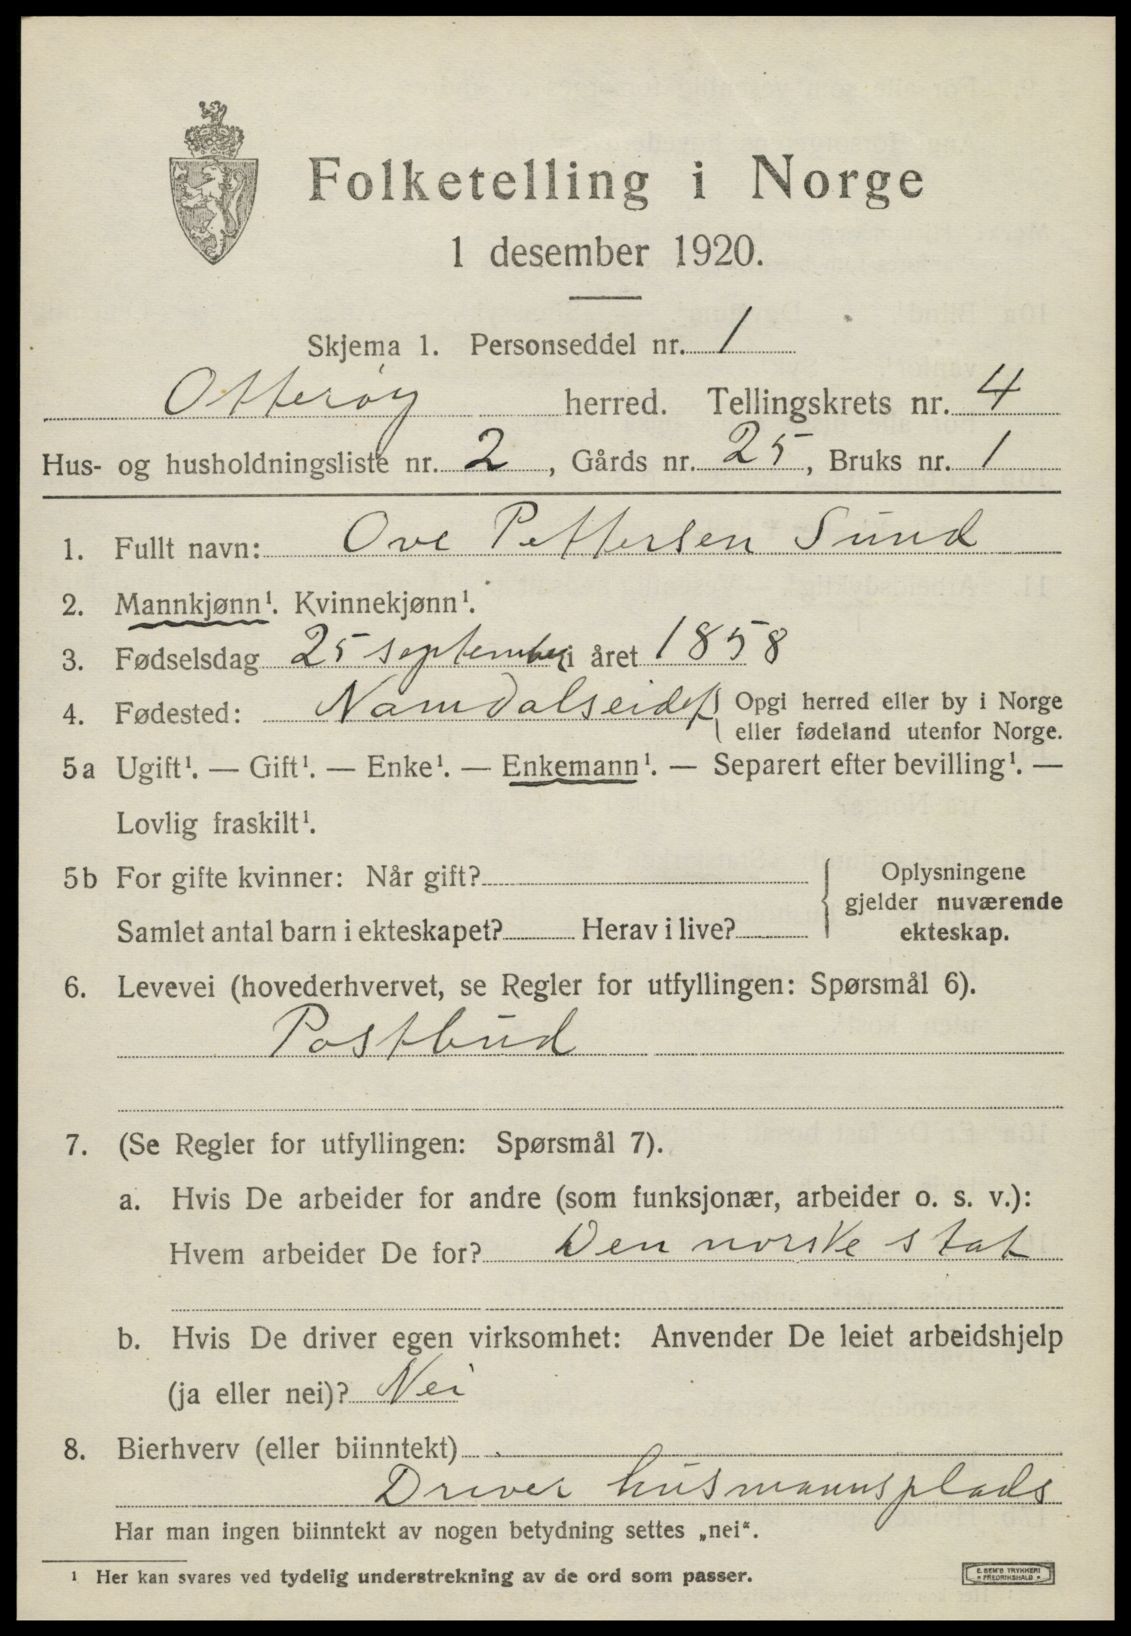 Folketelling i Norge
1 desember 1920.
Skjema 1. Personseddel nr. 1
Otterøy herred. Tellingskrets nr. 4
Hus- og husholdningsliste nr. 2, Gårds nr. 25, Bruks nr. 1
1. Fullt navn: Ove Pettersen Sund
2. Mannkjønn¹. Kvinnekjønn¹.
3. Fødselsdag 25 september i året 1858
4. Fødested: Namdalseidet { Opgi herred eller by i Norge
eller fødeland utenfor Norge.
5a Ugift¹. — Gift¹. — Enke¹. — Enkemann¹. — Separert efter bevilling¹. —
Lovlig fraskilt¹.
5b For gifte kvinner: Når gift? { Oplysningene
gjelder nuværende
Samlet antal barn i ekteskapet? Herav i live? ekteskap.
6. Levevei (hovederhvervet, se Regler for utfyllingen: Spørsmål 6).
Postbud
7. (Se Regler for utfyllingen: Spørsmål 7).
a. Hvis De arbeider for andre (som funksjonær, arbeider o. s. v.):
Hvem arbeider De for? Den norske stat
b. Hvis De driver egen virksomhet: Anvender De leiet arbeidshjelp
(ja eller nei)? Nei
8. Bierhverv (eller biinntekt)
Driver husmannsplads
Har man ingen biinntekt av nogen betydning settes „nei“.
¹ Her kan svares ved tydelig understrekning av de ord som passer.
E. SEM'S TRYKKERI
* FREDRIKSHALD *